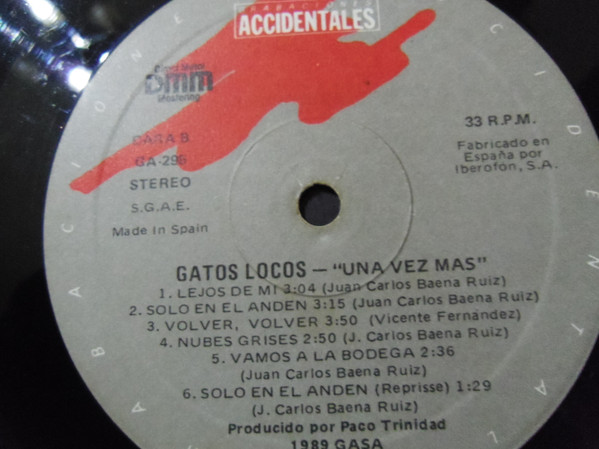 GRABACIONES
ACCIDENTALES
Direct Metal
DMM
Mastering
CARA B
GA-295
STEREO
S.G.A.E.
Made In Spain
33 R.P.M.
Fabricado en
España por
Iberofón, S.A.
GATOS LOCOS — "UNA VEZ MAS"
1. LEJOS DE MI 3:04 (Juan Carlos Baena Ruiz)
2. SOLO EN EL ANDEN 3:15 (Juan Carlos Baena Ruiz)
3. VOLVER, VOLVER 3:50 (Vicente Fernández)
4. NUBES GRISES 2:50 (J. Carlos Baena Ruiz)
5. VAMOS A LA BODEGA 2:36
(Juan Carlos Baena Ruiz)
6. SOLO EN EL ANDEN (Reprisse) 1:29
(J. Carlos Baena Ruiz)
Producido por Paco Trinidad
1989 GASA